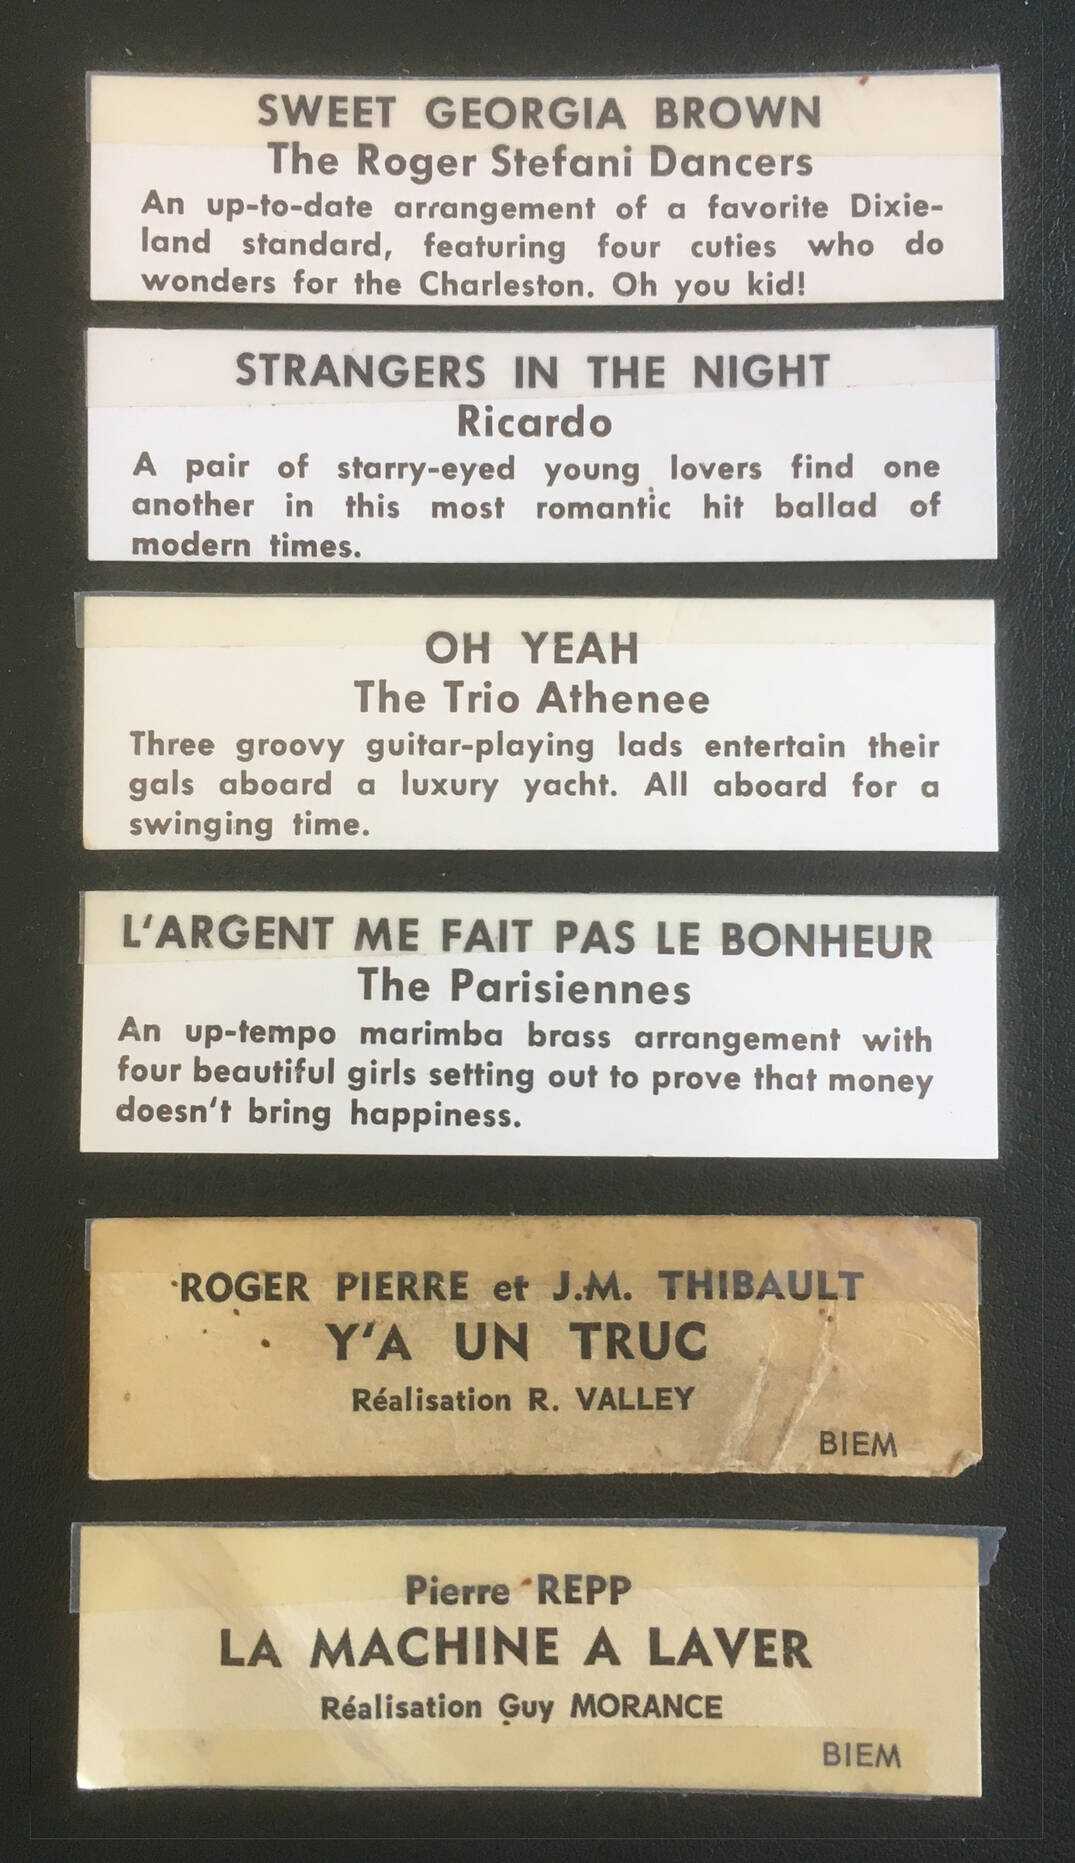 SWEET GEORGIA BROWN
The Roger Stefani Dancers
An up-to-date arrangement of a favorite Dixie-
land standard, featuring four cuties who do
wonders for the Charleston. Oh you kid!
STRANGERS IN THE NIGHT
Ricardo
A pair of starry-eyed young lovers find one
another in this most romantic hit ballad of
modern times.
OH YEAH
The Trio Athenee
Three groovy guitar-playing lads entertain their
gals aboard a luxury yacht. All aboard for a
swinging time.
L'ARGENT ME FAIT PAS LE BONHEUR
The Parisiennes
An up-tempo marimba brass arrangement with
four beautiful girls setting out to prove that money
doesn't bring happiness.
ROGER PIERRE et J.M. THIBAULT
Y'A UN TRUC
Réalisation R. VALLEY
BIEM
Pierre REPP
LA MACHINE A LAVER
Réalisation Guy MORANCE
BIEM